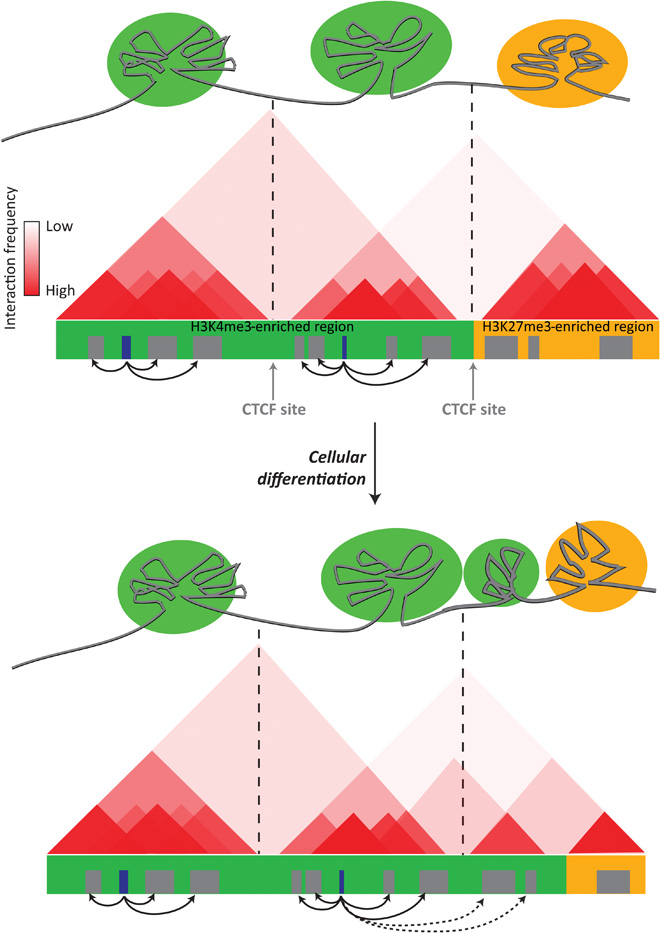 Interaction frequency
Low
High
H3K4me3-enriched region
H3K27me3-enriched region
CTCF site
CTCF site
Cellular
differentiation